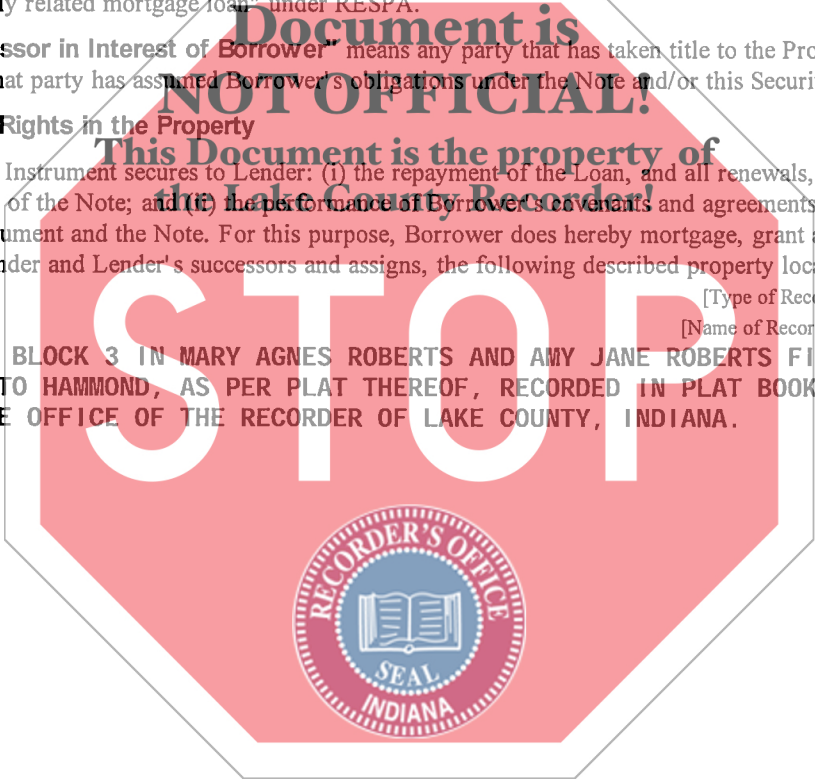 y related mortgage loan" under RESPA.
Document is
ssor in Interest of Borrower" means any party that has taken title to the Pro
at party has assumed Borrower's obligations under the Note and/or this Securi
NOT OFFICIAL!
Rights in the Property
This Document is the property of
Instrument secures to Lender: (i) the repayment of the Loan, and all renewals,
of the Note; and (ii) the performance of Borrower's covenants and agreements
the Lake County Recorder!
ument and the Note. For this purpose, Borrower does hereby mortgage, grant a
nder and Lender's successors and assigns, the following described property loca
[Type of Reco
[Name of Recor
BLOCK 3 IN MARY AGNES ROBERTS AND AMY JANE ROBERTS FI
TO HAMMOND, AS PER PLAT THEREOF, RECORDED IN PLAT BOOK
E OFFICE OF THE RECORDER OF LAKE COUNTY, INDIANA.
STOP
RECORDER'S OFFICE
SEAL
INDIANA